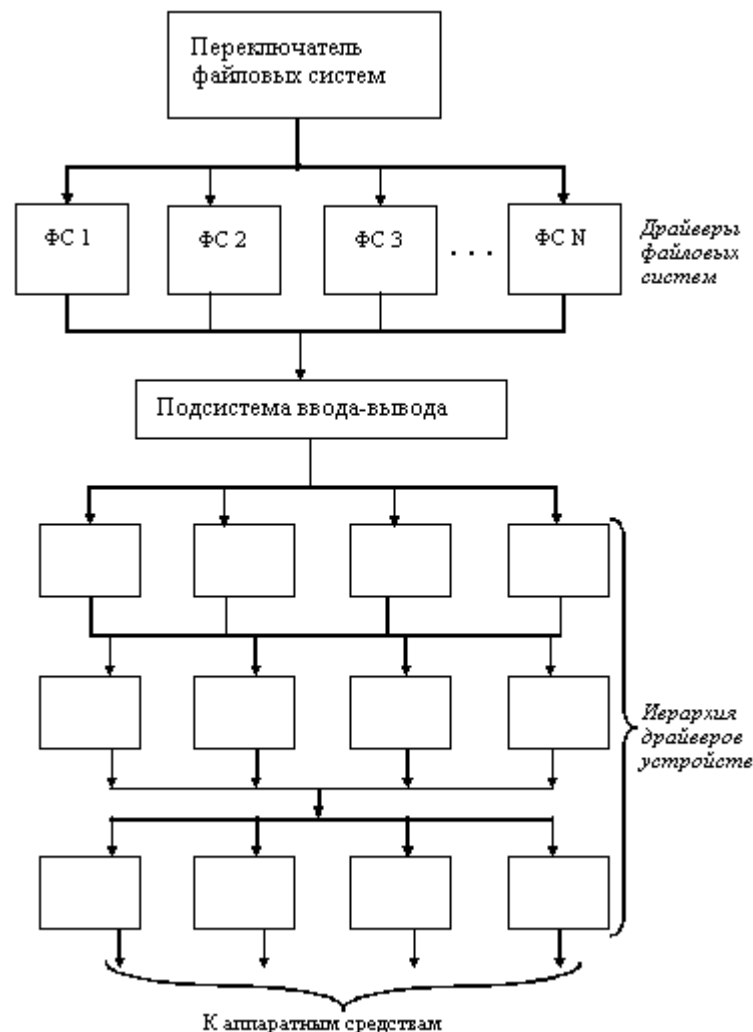 Переключатель
файловых систем
ФС 1
ФС 2
ФС 3
. . .
ФС N
Драйверы
файловых
систем
Подсистема ввода-вывода
Иерархия
драйверов
устройств
К аппаратным средствам